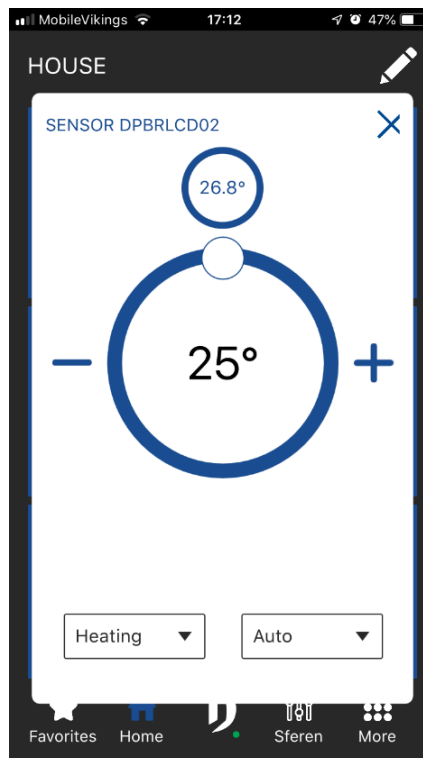 MobileVikings 17:12 47%
HOUSE
SENSOR DPBRLCD02
26.8°
25°
Heating Auto
Favorites Home Sferen More